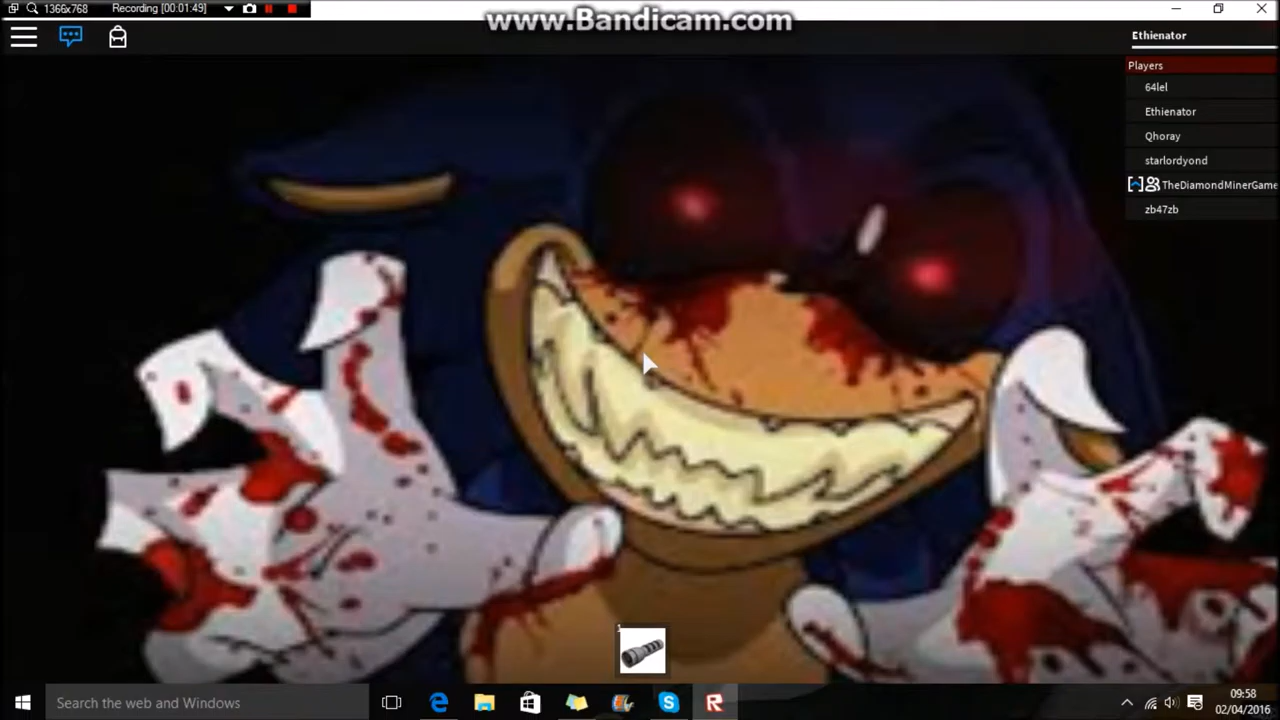 1366x768 Recording [00:01:49]
www.Bandicam.com
Ethienator
Players
64lel
Ethienator
Qhoray
starlordyond
TheDiamondMinerGame
zb47zb
1
Search the web and Windows
09:58
02/04/2016